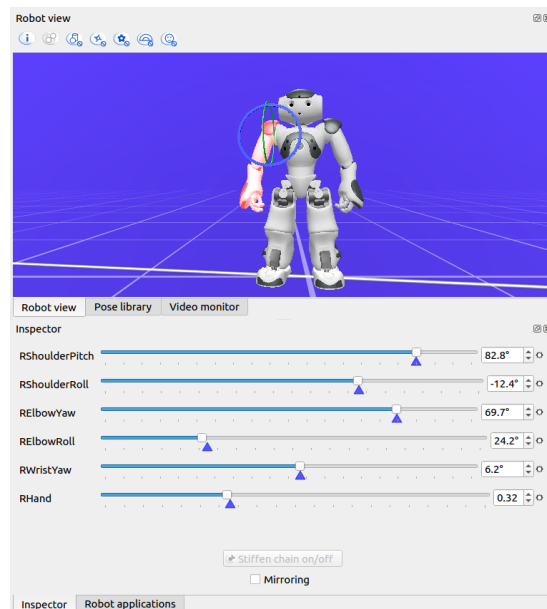 Robot view
Robot view Pose library Video monitor
Inspector
RShoulderPitch 82.8°
RShoulderRoll -12.4°
RElbowYaw 69.7°
RElbowRoll 24.2°
RWristYaw 6.2°
RHand 0.32
Stiffen chain on/off
Mirroring
Inspector Robot applications